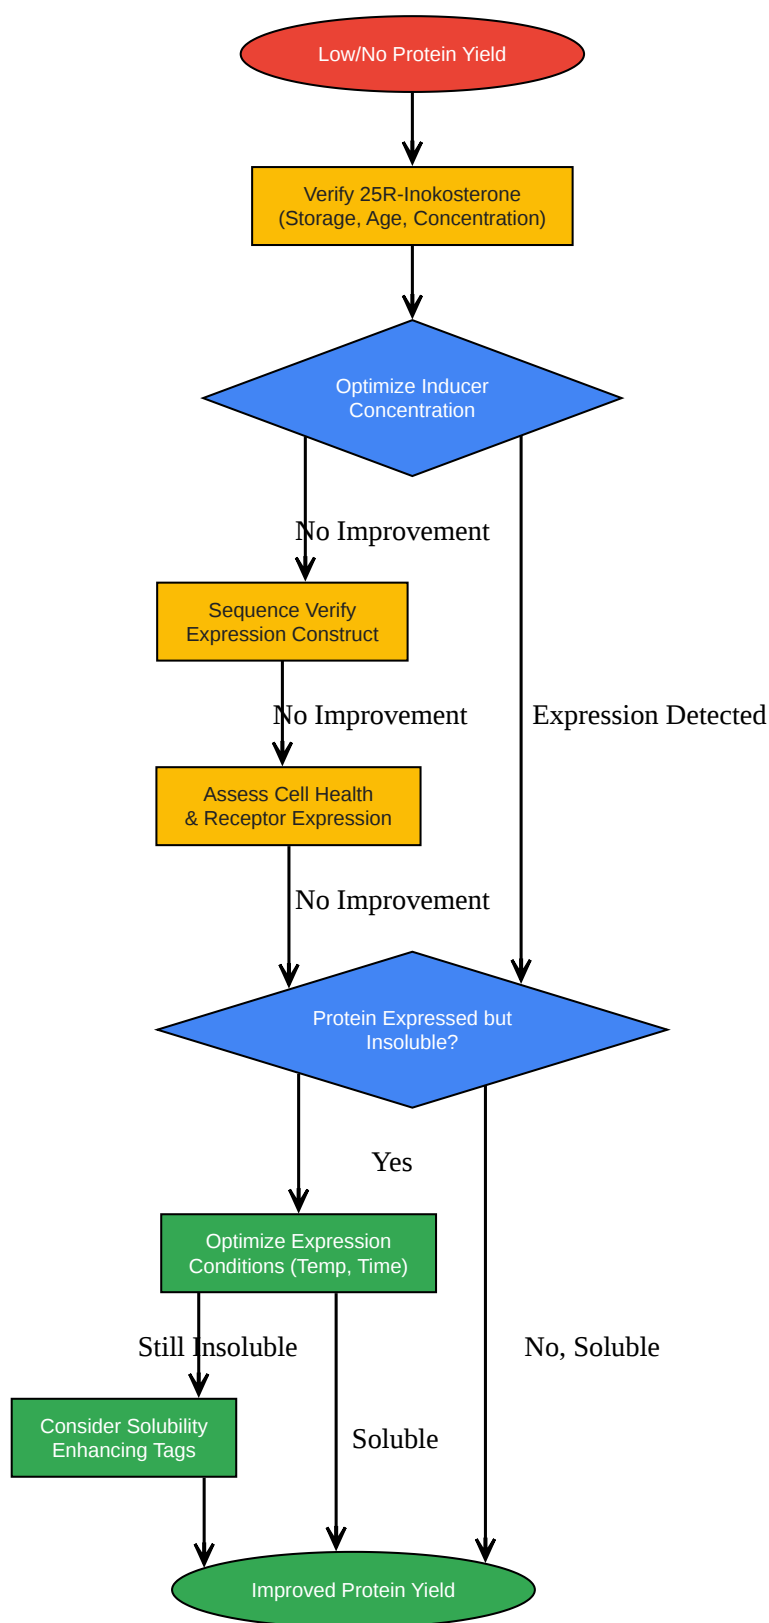 Low/No Protein Yield
Verify 25R-Inokosterone
(Storage, Age, Concentration)
Optimize Inducer
Concentration
No Improvement
Sequence Verify
Expression Construct
No Improvement
Expression Detected
Assess Cell Health
& Receptor Expression
No Improvement
Protein Expressed but
Insoluble?
Yes
Optimize Expression
Conditions (Temp, Time)
Still Insoluble
No, Soluble
Consider Solubility
Enhancing Tags
Soluble
Improved Protein Yield